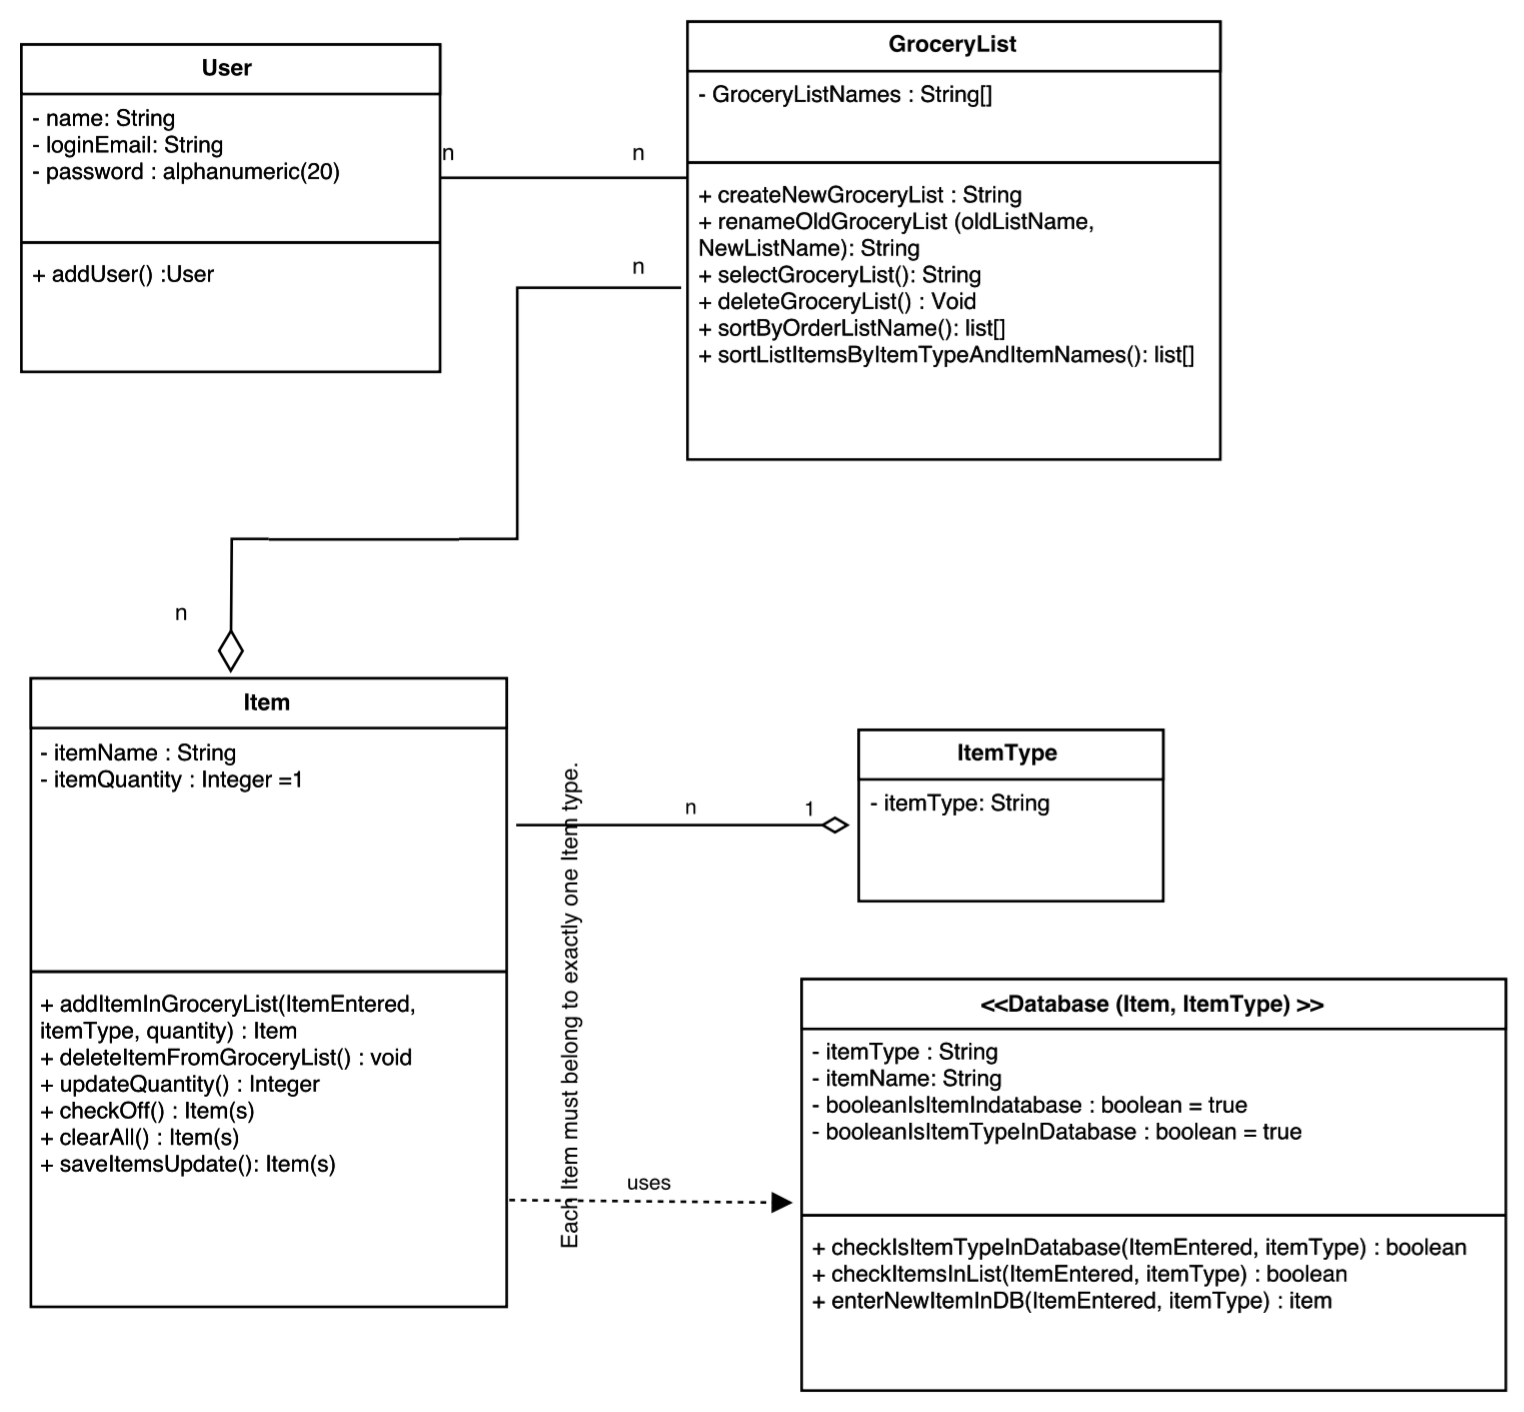 User
- name: String
- loginEmail: String
- password : alphanumeric(20)
+ addUser() :User
n
n
GroceryList
- GroceryListNames : String[]
+ createNewGroceryList : String
+ renameOldGroceryList (oldListName,
NewListName): String
+ selectGroceryList(): String
+ deleteGroceryList() : Void
+ sortByOrderListName(): list[]
+ sortListItemsByItemTypeAndItemNames(): list[]
n
n
Item
- itemName : String
- itemQuantity : Integer =1
+ addItemInGroceryList(ItemEntered,
itemType, quantity) : Item
+ deleteItemFromGroceryList() : void
+ updateQuantity() : Integer
+ checkOff() : Item(s)
+ clearAll() : Item(s)
+ saveItemsUpdate(): Item(s)
Each Item must belong to exactly one Item type.
n
1
ItemType
- itemType: String
uses
<<Database (Item, ItemType) >>
- itemType : String
- itemName: String
- booleanIsItemIndatabase : boolean = true
- booleanIsItemTypeInDatabase : boolean = true
+ checkIsItemTypeInDatabase(ItemEntered, itemType) : boolean
+ checkItemsInList(ItemEntered, itemType) : boolean
+ enterNewItemInDB(ItemEntered, itemType) : item